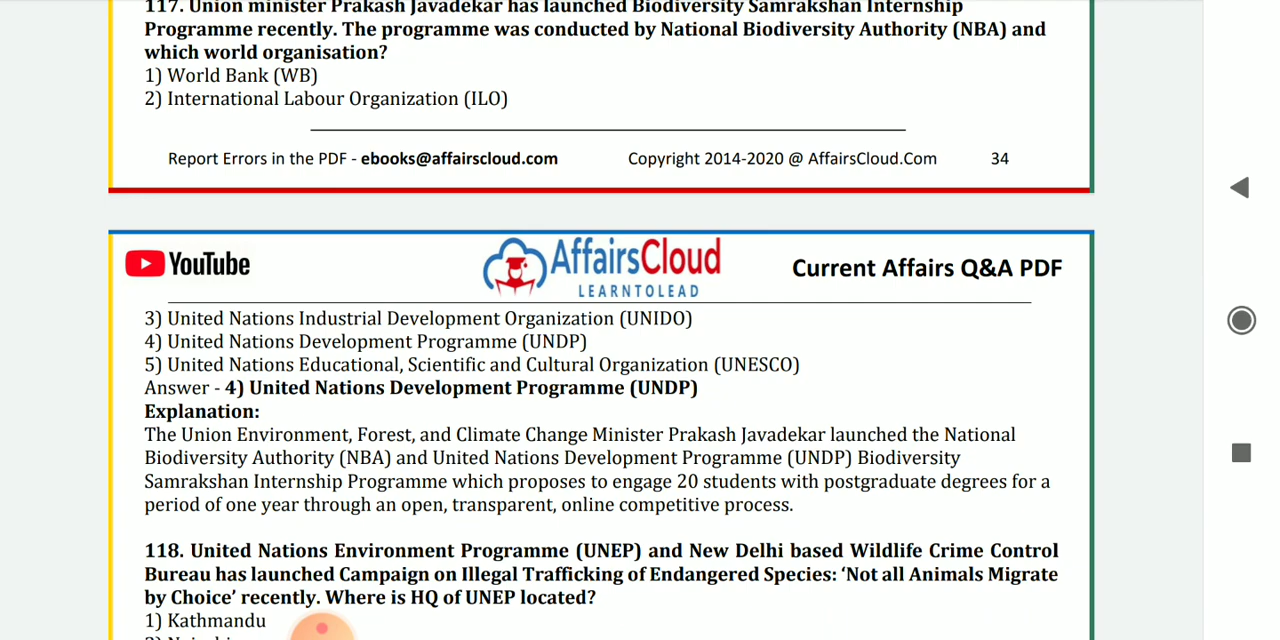 117. Union minister Prakash Javadekar has launched Biodiversity Samrakshan Internship
Programme recently. The programme was conducted by National Biodiversity Authority (NBA) and
which world organisation?
1) World Bank (WB)
2) International Labour Organization (ILO)
Report Errors in the PDF - ebooks@affairscloud.com Copyright 2014-2020 @ AffairsCloud.Com 34
YouTube AffairsCloud Current Affairs Q&A PDF
LEARNTOLEAD
3) United Nations Industrial Development Organization (UNIDO)
4) United Nations Development Programme (UNDP)
5) United Nations Educational, Scientific and Cultural Organization (UNESCO)
Answer - 4) United Nations Development Programme (UNDP)
Explanation:
The Union Environment, Forest, and Climate Change Minister Prakash Javadekar launched the National
Biodiversity Authority (NBA) and United Nations Development Programme (UNDP) Biodiversity
Samrakshan Internship Programme which proposes to engage 20 students with postgraduate degrees for a
period of one year through an open, transparent, online competitive process.
118. United Nations Environment Programme (UNEP) and New Delhi based Wildlife Crime Control
Bureau has launched Campaign on Illegal Trafficking of Endangered Species: ‘Not all Animals Migrate
by Choice’ recently. Where is HQ of UNEP located?
1) Kathmandu